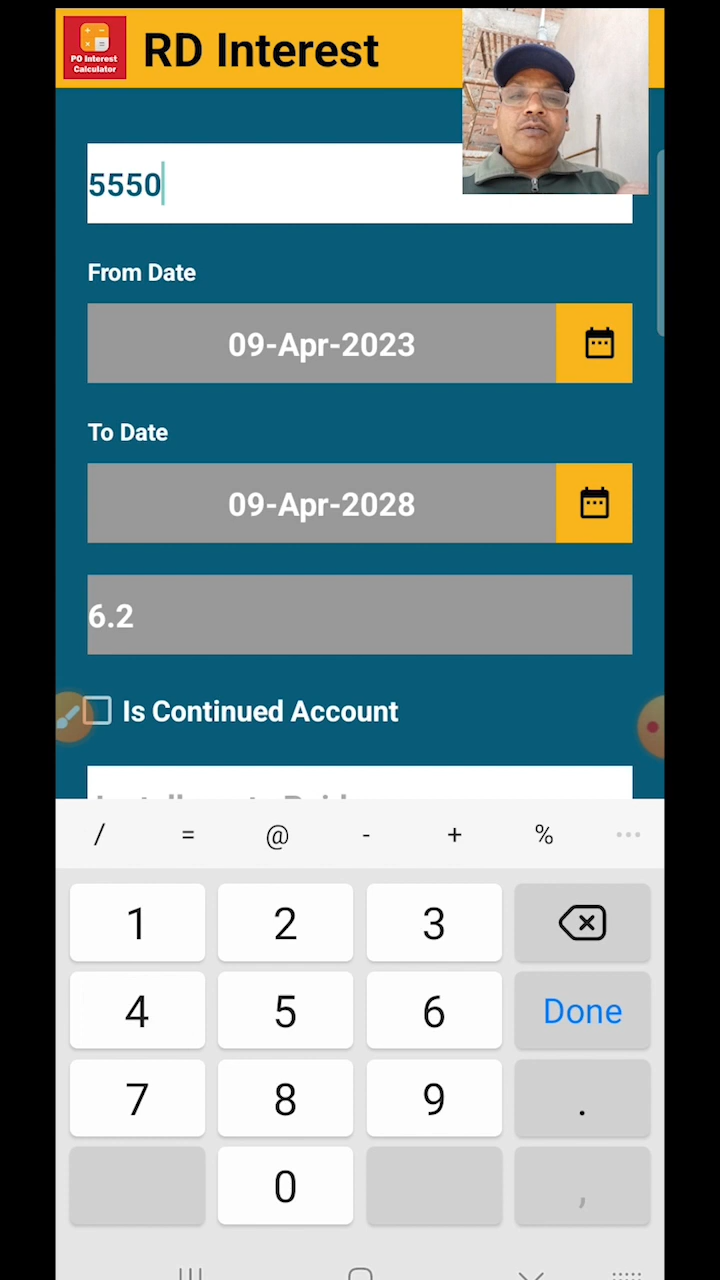 PO Interest
Calculator
RD Interest
5550
From Date
09-Apr-2023
To Date
09-Apr-2028
6.2
Is Continued Account
/ = @ - + % ...
1 2 3
4 5 6 Done
7 8 9 .
0 ,